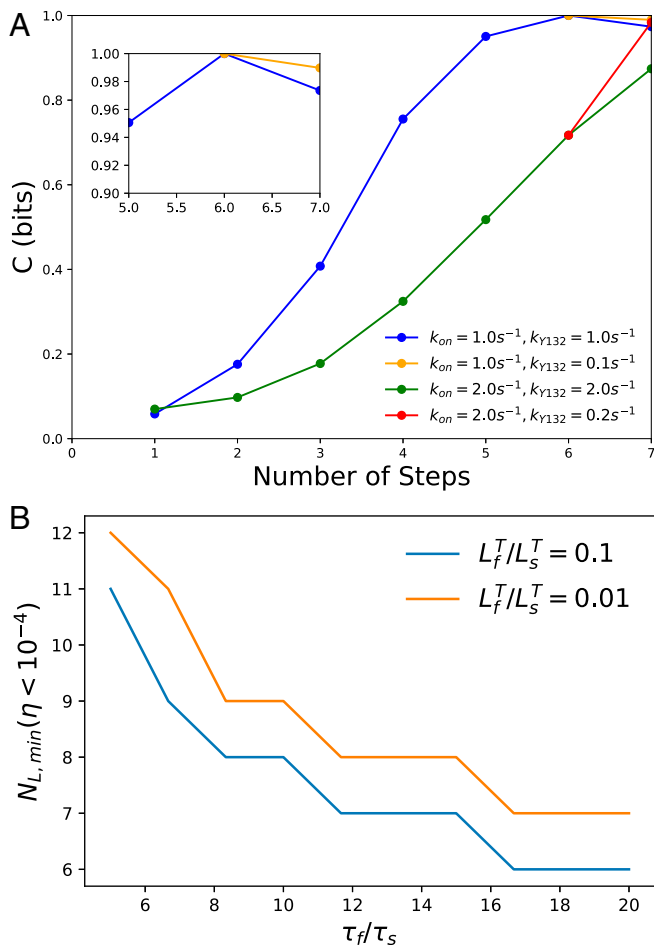 A
1.0
0.8
0.6
0.4
0.2
0.0
C (bits)
1.00
0.98
0.96
0.94
0.92
0.90
5.0 5.5 6.0 6.5 7.0
k_on = 1.0s⁻¹, k_Y132 = 1.0s⁻¹
k_on = 1.0s⁻¹, k_Y132 = 0.1s⁻¹
k_on = 2.0s⁻¹, k_Y132 = 2.0s⁻¹
k_on = 2.0s⁻¹, k_Y132 = 0.2s⁻¹
0 1 2 3 4 5 6 7
Number of Steps
B
12
11
10
9
8
7
6
N_L,min(η < 10⁻⁴)
L_f^T/L_s^T = 0.1
L_f^T/L_s^T = 0.01
6 8 10 12 14 16 18 20
τ_f/τ_s